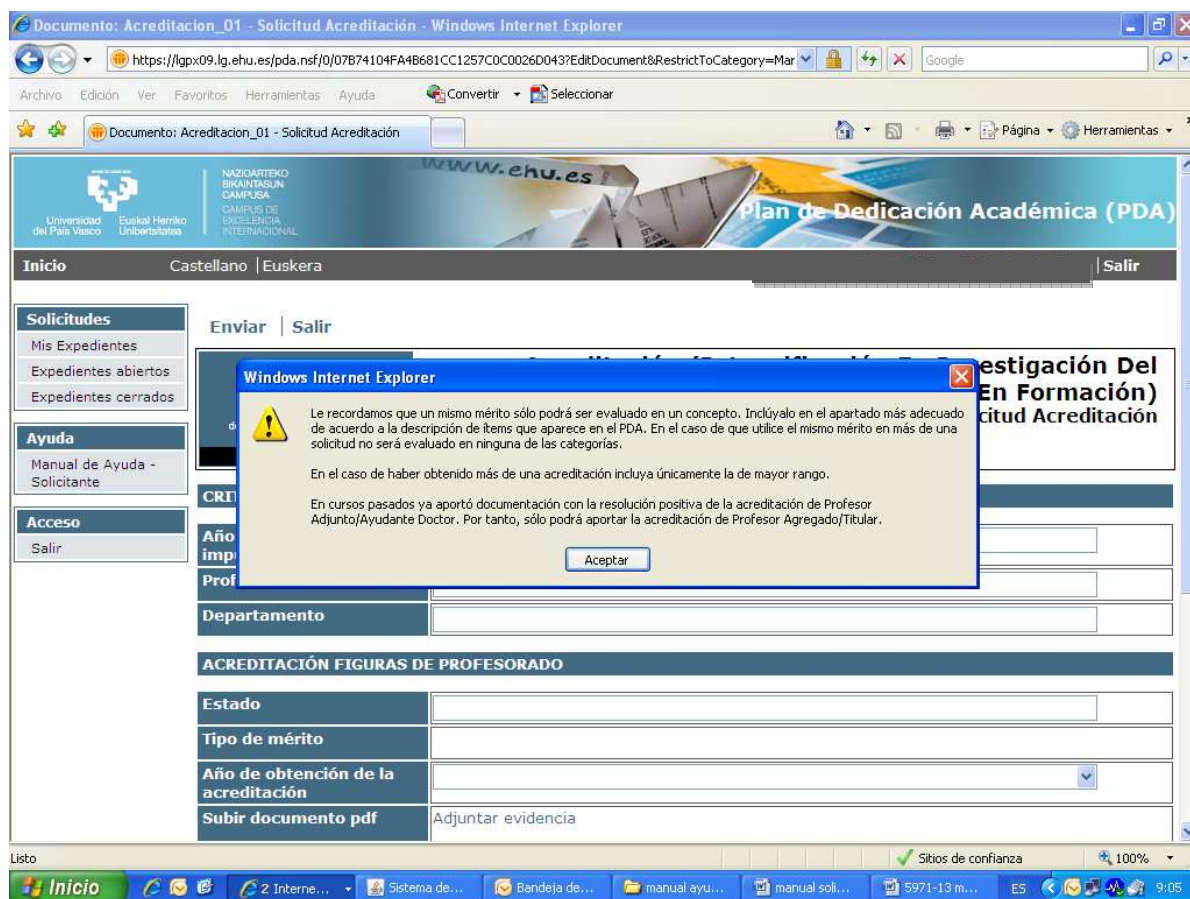 Documento: Acreditacion_01 - Solicitud Acreditación - Windows Internet Explorer
https://lgpx09.lg.ehu.es/pda.nsf/0/07B74104FA4B681CC1257C0C0026D043?EditDocument&RestrictToCategory=Mar
Google
Archivo Edición Ver Favoritos Herramientas Ayuda Convertir Seleccionar
Documento: Acreditacion_01 - Solicitud Acreditación
Página Herramientas
www.ehu.es
Universidad del País Vasco
Euskal Herriko Unibertsitatea
NAZIOARTEKO
BIKAINTASUN
CAMPUSA
CAMPUS DE
EXCELENCIA
INTERNACIONAL
Plan de Dedicación Académica (PDA)
Inicio Castellano | Euskera | Salir
Solicitudes
Mis Expedientes
Expedientes abiertos
Expedientes cerrados
Ayuda
Manual de Ayuda -
Solicitante
Acceso
Salir
Enviar | Salir
estigación Del
En Formación)
citud Acreditación
Windows Internet Explorer
Le recordamos que un mismo mérito sólo podrá ser evaluado en un concepto. Inclúyalo en el apartado más adecuado
de acuerdo a la descripción de ítems que aparece en el PDA. En el caso de que utilice el mismo mérito en más de una
solicitud no será evaluado en ninguna de las categorías.
En el caso de haber obtenido más de una acreditación incluya únicamente la de mayor rango.
En cursos pasados ya aportó documentación con la resolución positiva de la acreditación de Profesor
Adjunto/Ayudante Doctor. Por tanto, sólo podrá aportar la acreditación de Profesor Agregado/Titular.
Aceptar
CRI
Año
imp
Prof
Departamento
ACREDITACIÓN FIGURAS DE PROFESORADO
Estado
Tipo de mérito
Año de obtención de la
acreditación
Subir documento pdf Adjuntar evidencia
Listo Sitios de confianza 100%
Inicio 2 Interne... Sistema de... Bandeja de... manual ayu... manual soli... 5971-13 m... ES 9:05